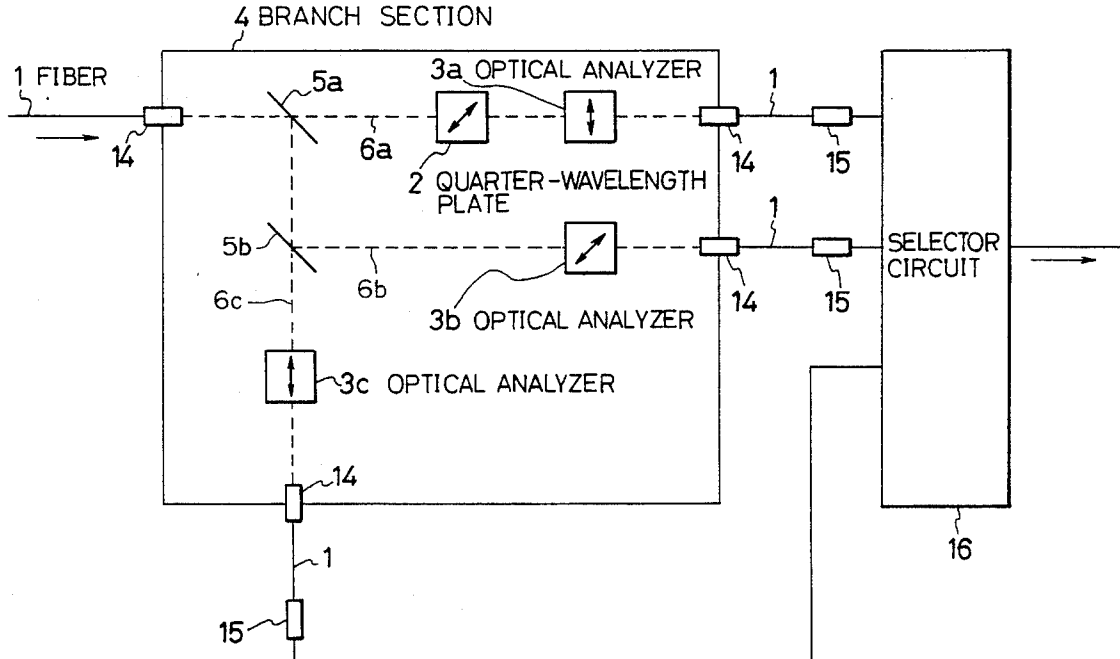 4 BRANCH SECTION
1 FIBER
14
5a
6a
2 QUARTER-WAVELENGTH
PLATE
3a OPTICAL ANALYZER
14
1
15
5b
6b
6c
3b OPTICAL ANALYZER
14
1
15
SELECTOR
CIRCUIT
16
3c OPTICAL ANALYZER
14
1
15